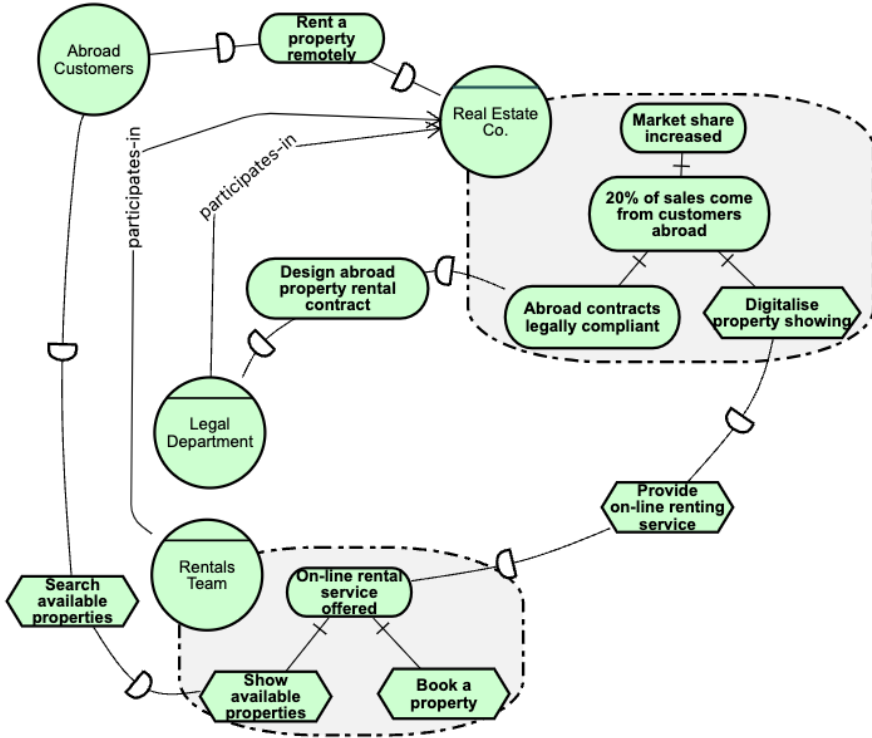 Rent a
property
remotely
Abroad
Customers
Real Estate
Co.
Market share
increased
participates-in
participates-in
20% of sales come
from customers
abroad
Design abroad
property rental
contract
Abroad contracts
legally compliant
Digitalise
property showing
Legal
Department
Provide
on-line renting
service
Rentals
Team
On-line rental
service
offered
Search
available
properties
Show
available
properties
Book a
property